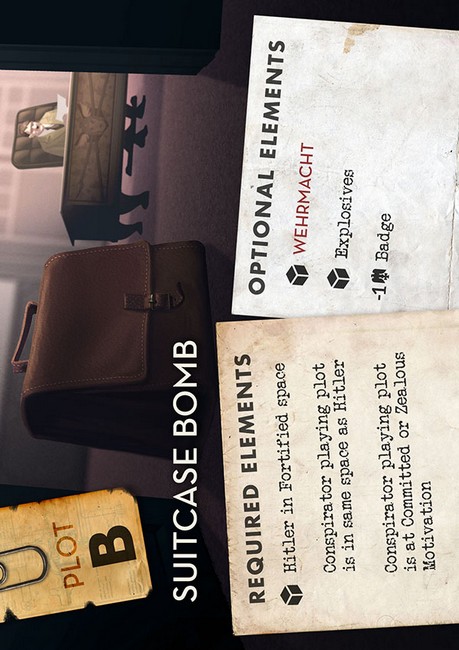 PLOT
B
SUITCASE BOMB
REQUIRED ELEMENTS
Hitler in Fortified space
Conspirator playing plot
is in same space as Hitler
Conspirator playing plot
is at Committed or Zealous
Motivation
OPTIONAL ELEMENTS
WEHRMACHT
Explosives
-1 Badge